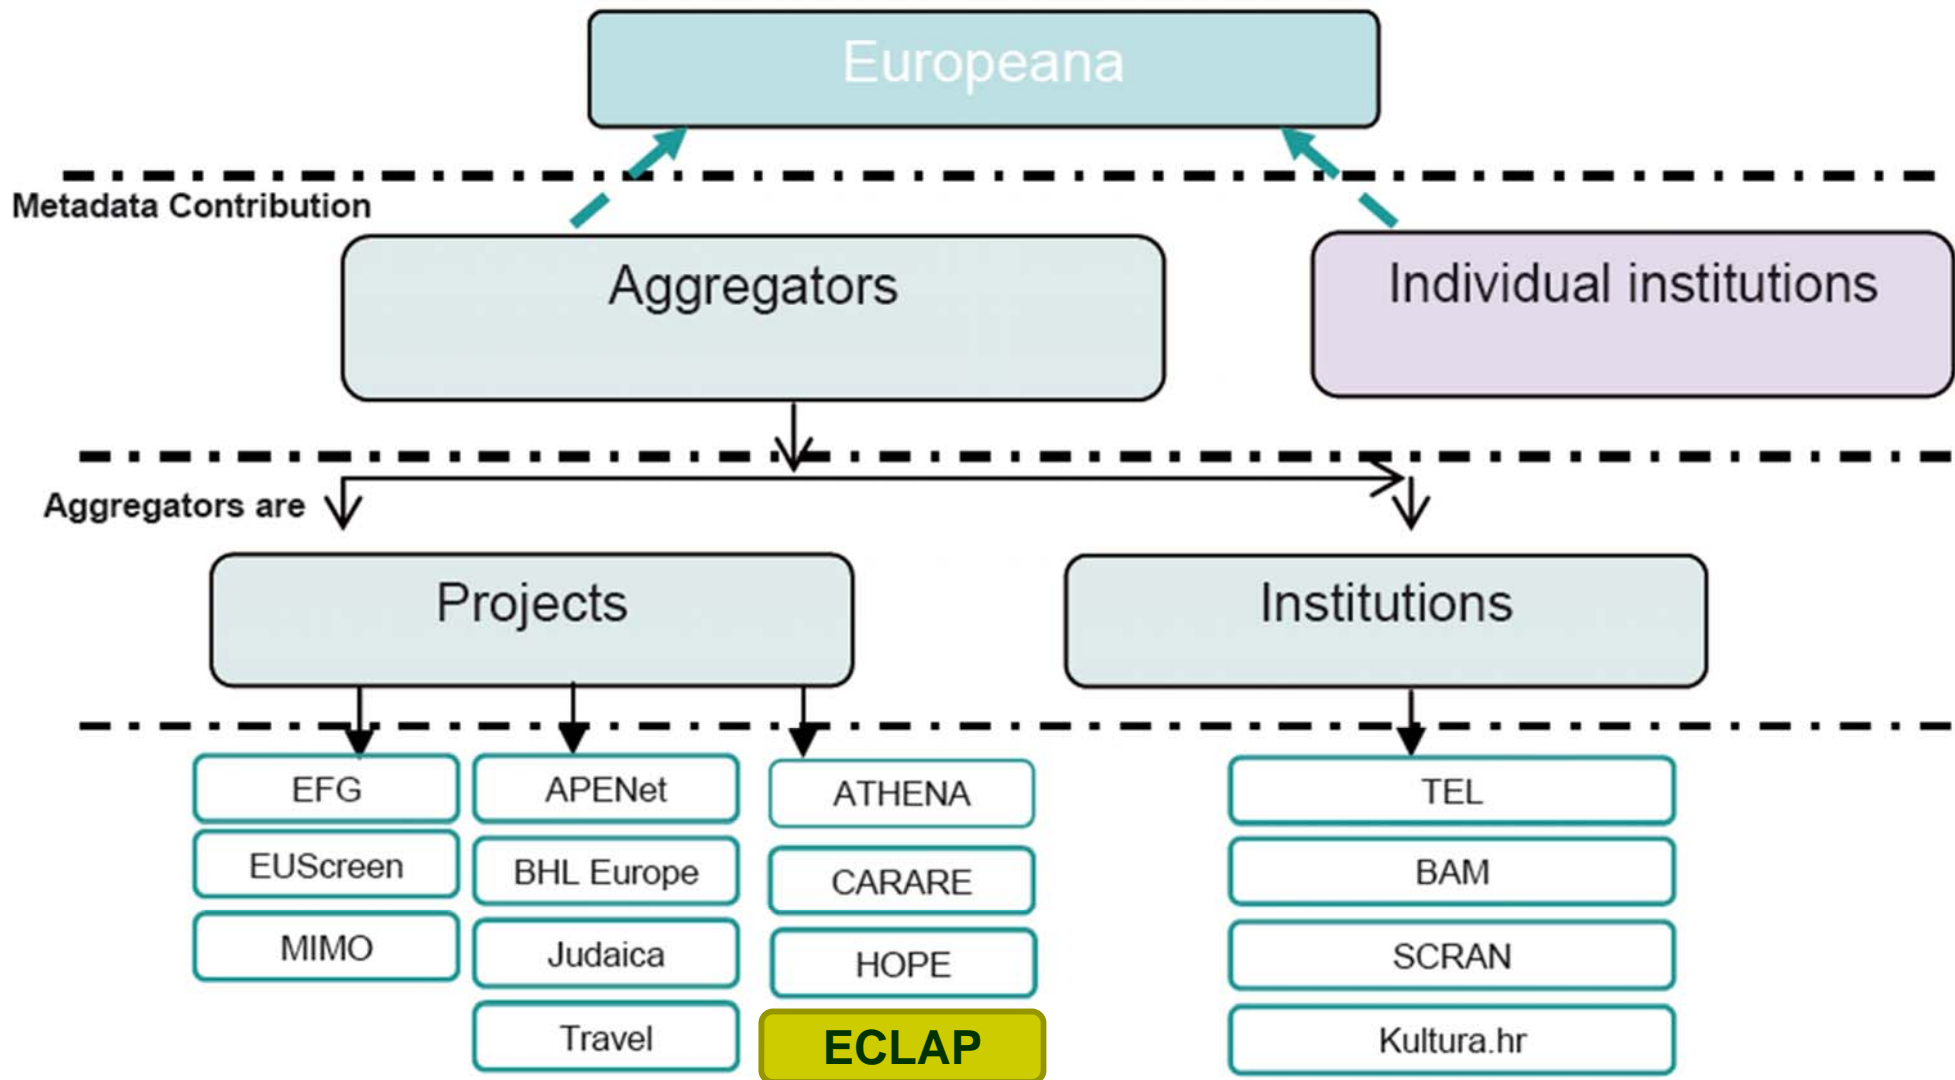 Europeana
Metadata Contribution
Aggregators
Individual institutions
Aggregators are
Projects
Institutions
EFG
EUScreen
MIMO
APENet
BHL Europe
Judaica
Travel
ATHENA
CARARE
HOPE
ECLAP
TEL
BAM
SCRAN
Kultura.hr